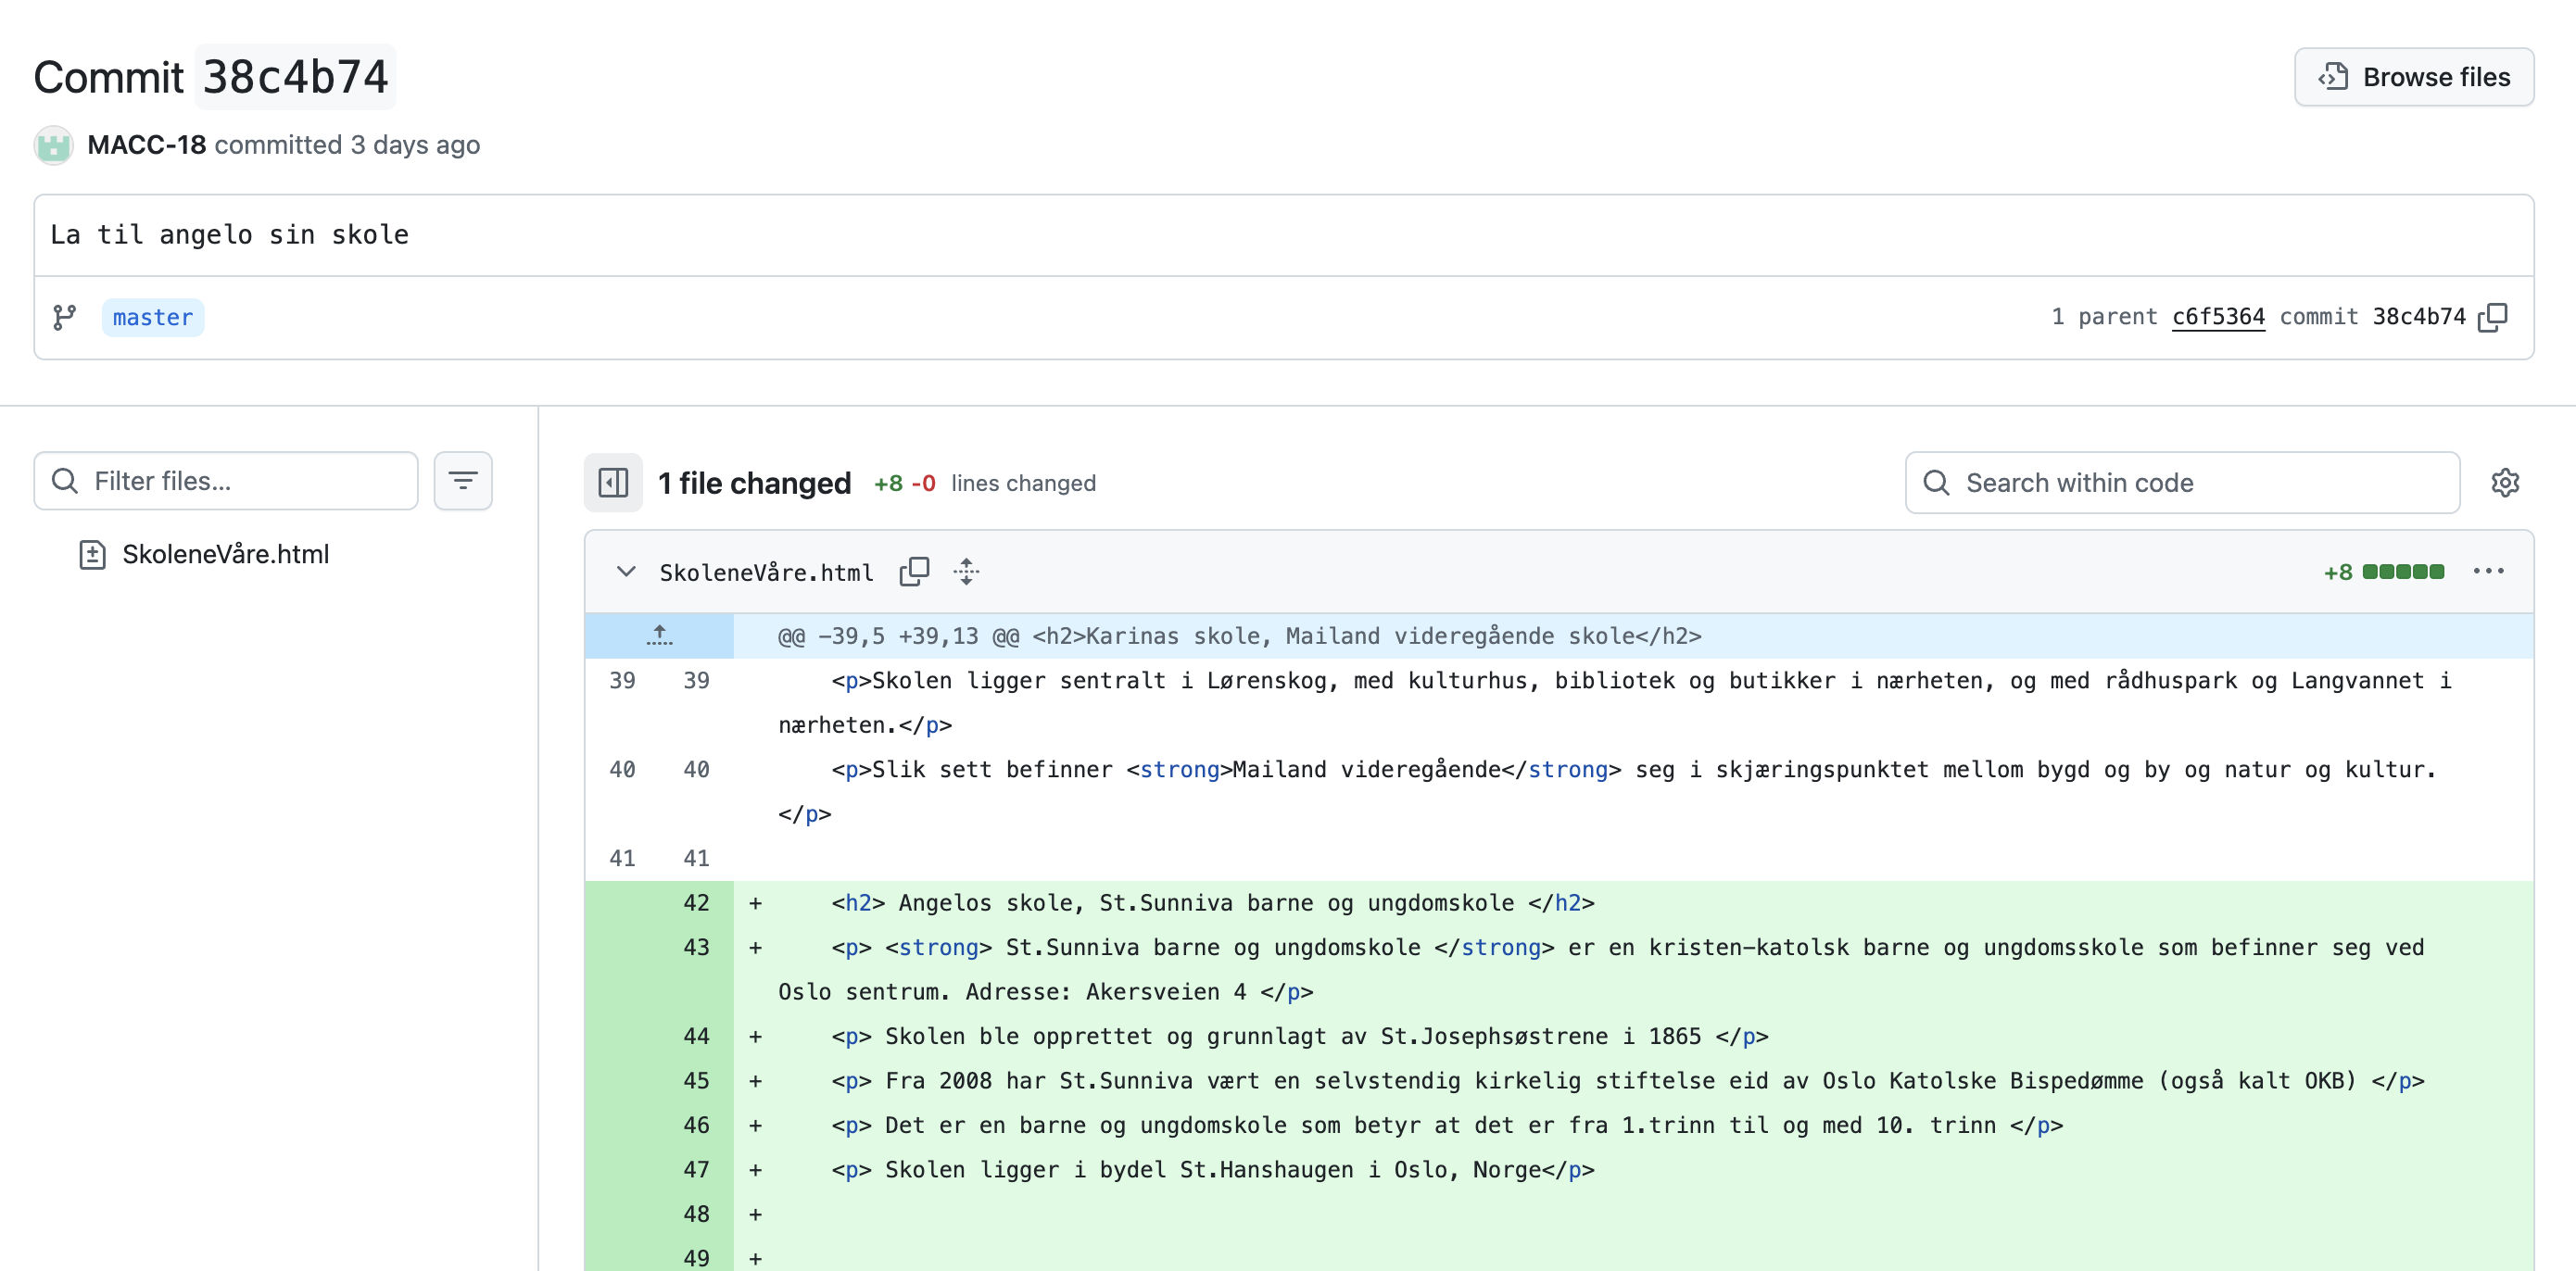 Commit 38c4b74
Browse files
MACC-18 committed 3 days ago
La til angelo sin skole
master
1 parent c6f5364 commit 38c4b74
Filter files...
1 file changed +8 -0 lines changed
Search within code
SkoleneVåre.html
SkoleneVåre.html
+8
@@ -39,5 +39,13 @@ <h2>Karinas skole, Mailand videregående skole</h2>
39 39 <p>Skolen ligger sentralt i Lørenskog, med kulturhus, bibliotek og butikker i nærheten, og med rådhuspark og Langvannet i
nærheten.</p>
40 40 <p>Slik sett befinner <strong>Mailand videregående</strong> seg i skjæringspunktet mellom bygd og by og natur og kultur.
</p>
41 41
42 + <h2> Angelos skole, St.Sunniva barne og ungdomskole </h2>
43 + <p> <strong> St.Sunniva barne og ungdomskole </strong> er en kristen-katolsk barne og ungdomsskole som befinner seg ved
Oslo sentrum. Adresse: Akersveien 4 </p>
44 + <p> Skolen ble opprettet og grunnlagt av St.Josephsøstrene i 1865 </p>
45 + <p> Fra 2008 har St.Sunniva vært en selvstendig kirkelig stiftelse eid av Oslo Katolske Bispedømme (også kalt OKB) </p>
46 + <p> Det er en barne og ungdomskole som betyr at det er fra 1.trinn til og med 10. trinn </p>
47 + <p> Skolen ligger i bydel St.Hanshaugen i Oslo, Norge</p>
48 +
49 +